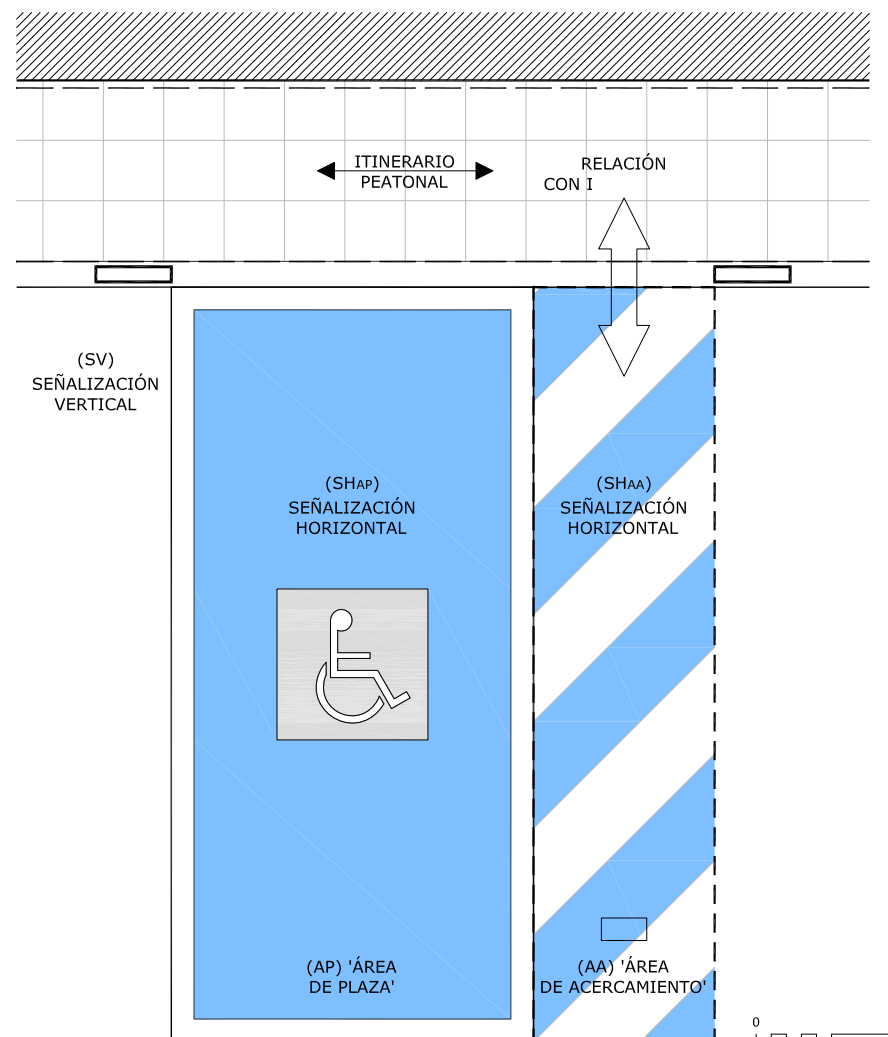 ITINERARIO
PEATONAL
RELACIÓN
CON I
(SV)
SEÑALIZACIÓN
VERTICAL
(SHAP)
SEÑALIZACIÓN
HORIZONTAL
(SHAA)
SEÑALIZACIÓN
HORIZONTAL
(AP) 'ÁREA
DE PLAZA'
(AA) 'ÁREA
DE ACERCAMIENTO'
0